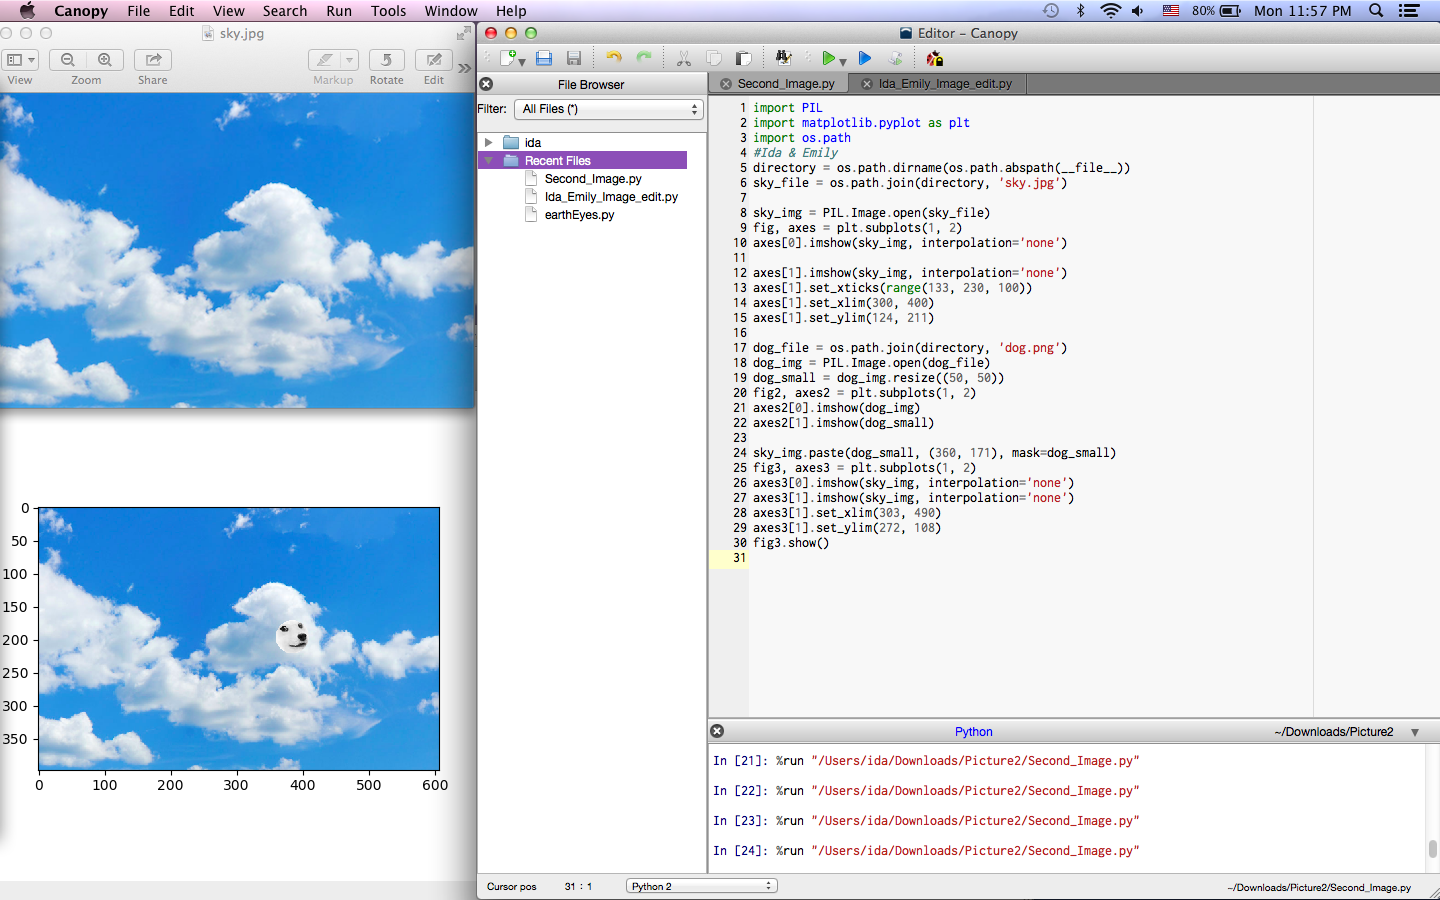 Canopy File Edit View Search Run Tools Window Help 80% Mon 11:57 PM
sky.jpg
View Zoom Share Markup Rotate Edit
0
50
100
150
200
250
300
350
0 100 200 300 400 500 600
Editor – Canopy
File Browser
Filter: All Files (*)
ida
Recent Files
Second_Image.py
Ida_Emily_Image_edit.py
earthEyes.py
Second_Image.py Ida_Emily_Image_edit.py
1 import PIL
2 import matplotlib.pyplot as plt
3 import os.path
4 #Ida & Emily
5 directory = os.path.dirname(os.path.abspath(__file__))
6 sky_file = os.path.join(directory, 'sky.jpg')
7
8 sky_img = PIL.Image.open(sky_file)
9 fig, axes = plt.subplots(1, 2)
10 axes[0].imshow(sky_img, interpolation='none')
11
12 axes[1].imshow(sky_img, interpolation='none')
13 axes[1].set_xticks(range(133, 230, 100))
14 axes[1].set_xlim(300, 400)
15 axes[1].set_ylim(124, 211)
16
17 dog_file = os.path.join(directory, 'dog.png')
18 dog_img = PIL.Image.open(dog_file)
19 dog_small = dog_img.resize((50, 50))
20 fig2, axes2 = plt.subplots(1, 2)
21 axes2[0].imshow(dog_img)
22 axes2[1].imshow(dog_small)
23
24 sky_img.paste(dog_small, (360, 171), mask=dog_small)
25 fig3, axes3 = plt.subplots(1, 2)
26 axes3[0].imshow(sky_img, interpolation='none')
27 axes3[1].imshow(sky_img, interpolation='none')
28 axes3[1].set_xlim(303, 490)
29 axes3[1].set_ylim(272, 108)
30 fig3.show()
31
Python ~/Downloads/Picture2
In [21]: %run "/Users/ida/Downloads/Picture2/Second_Image.py"
In [22]: %run "/Users/ida/Downloads/Picture2/Second_Image.py"
In [23]: %run "/Users/ida/Downloads/Picture2/Second_Image.py"
In [24]: %run "/Users/ida/Downloads/Picture2/Second_Image.py"
Cursor pos 31 : 1 Python 2 ~/Downloads/Picture2/Second_Image.py